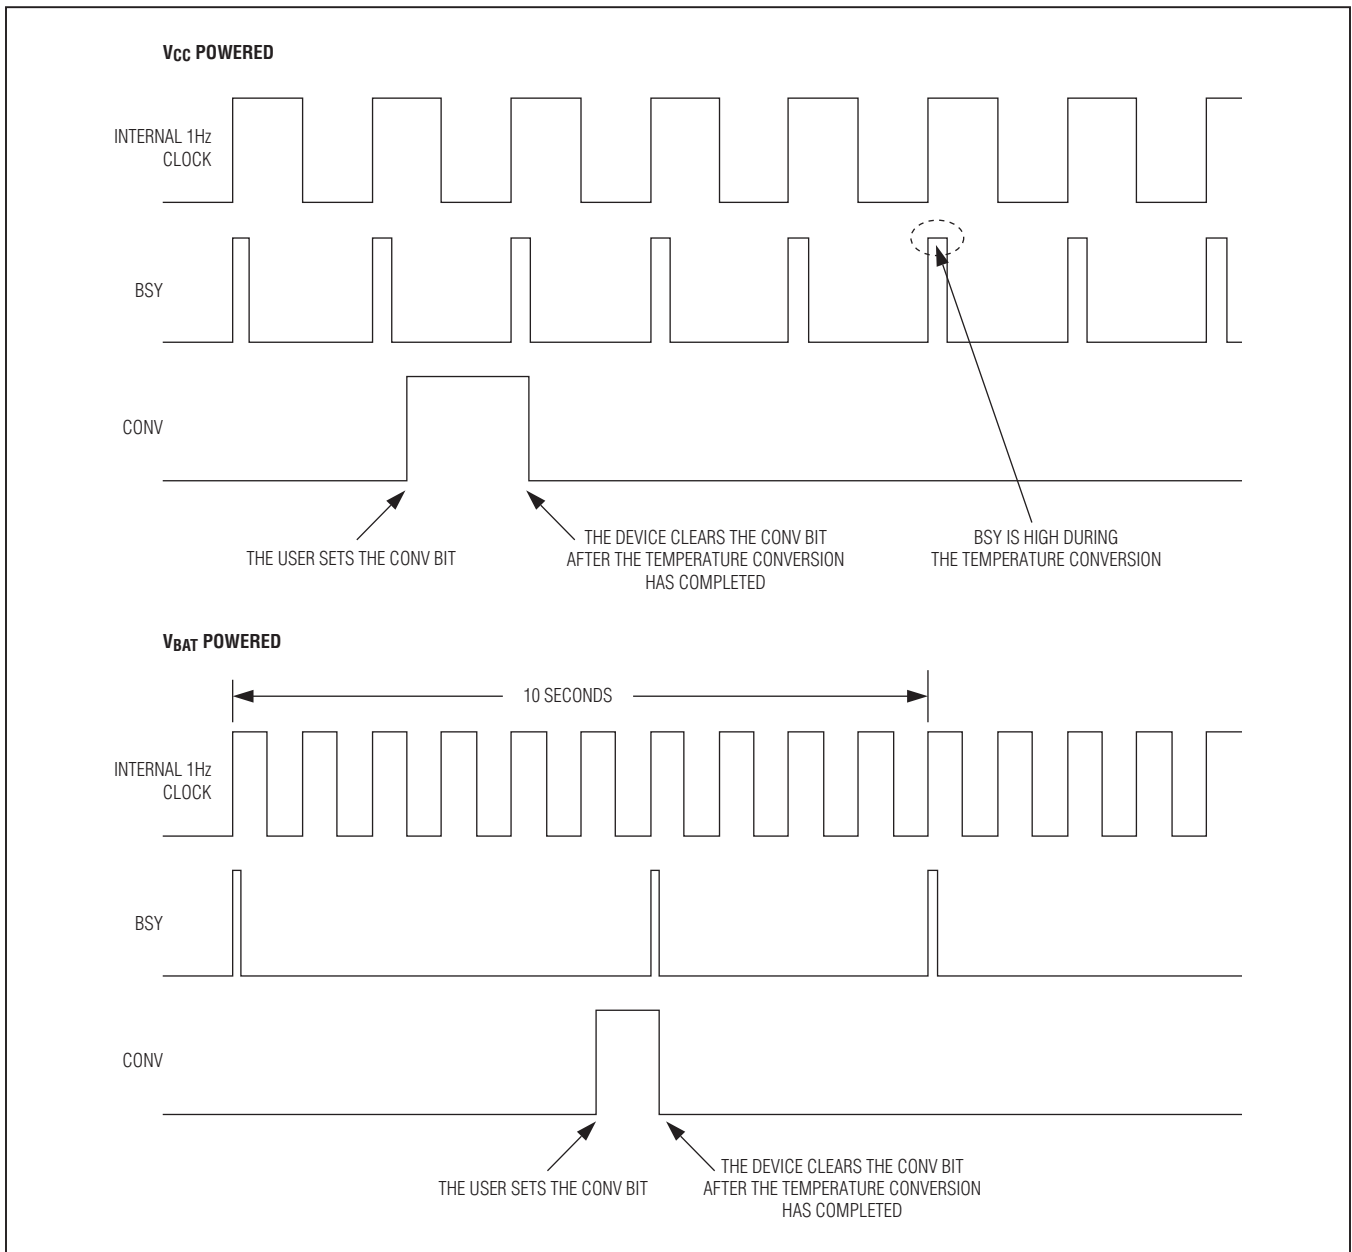 VCC POWERED
INTERNAL 1Hz
CLOCK
BSY
CONV
THE USER SETS THE CONV BIT
THE DEVICE CLEARS THE CONV BIT
AFTER THE TEMPERATURE CONVERSION
HAS COMPLETED
BSY IS HIGH DURING
THE TEMPERATURE CONVERSION
VBAT POWERED
10 SECONDS
INTERNAL 1Hz
CLOCK
BSY
CONV
THE USER SETS THE CONV BIT
THE DEVICE CLEARS THE CONV BIT
AFTER THE TEMPERATURE CONVERSION
HAS COMPLETED